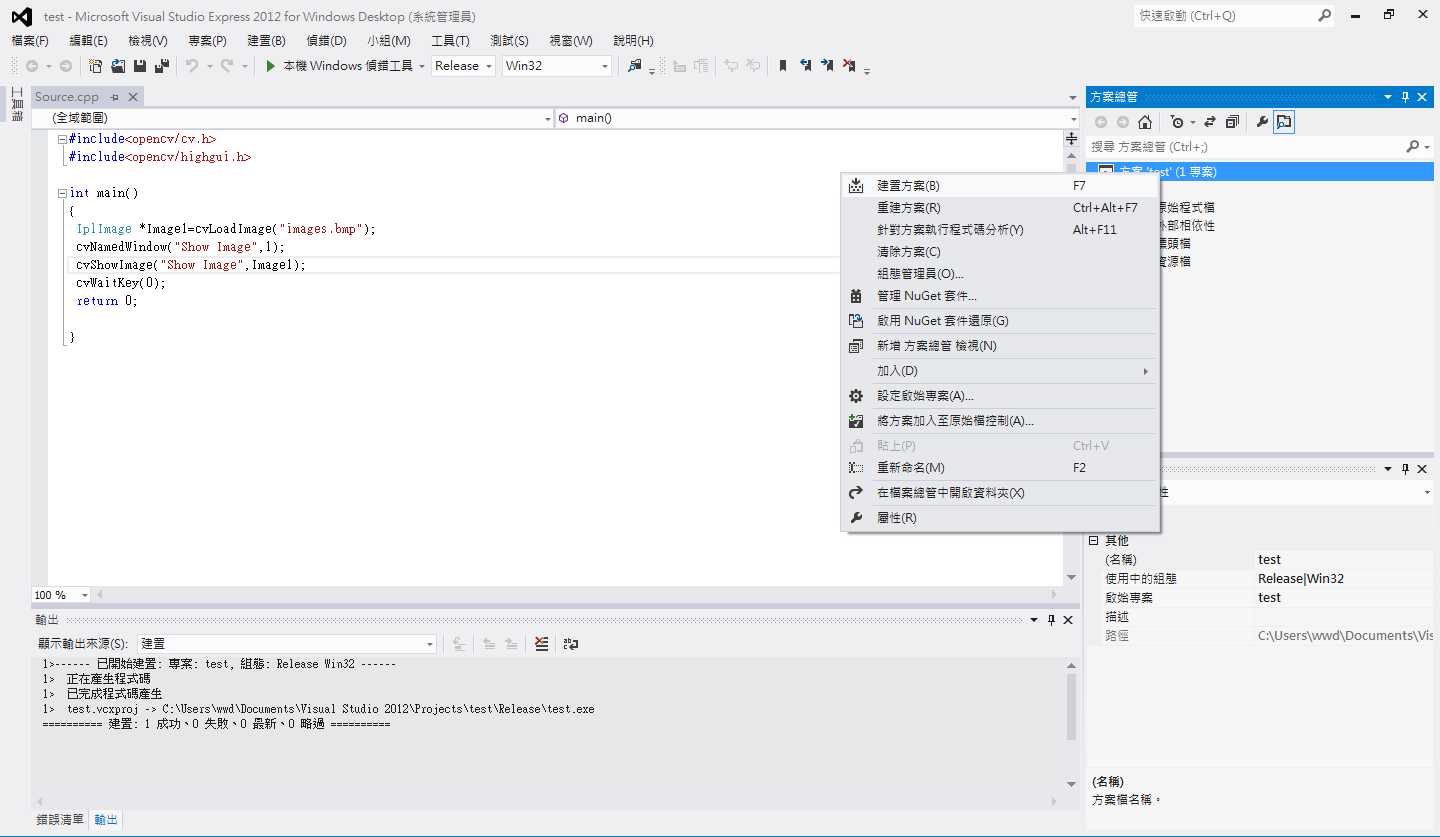 test - Microsoft Visual Studio Express 2012 for Windows Desktop (系統管理員)
快速啟動 (Ctrl+Q)
檔案(F) 編輯(E) 檢視(V) 專案(P) 建置(B) 偵錯(D) 小組(M) 工具(T) 測試(S) 視窗(W) 說明(H)
本機 Windows 偵錯工具 Release Win32
工具箱
Source.cpp
(全域範圍) main()
#include<opencv/cv.h>
#include<opencv/highgui.h>
int main()
{
IplImage *Image1=cvLoadImage("images.bmp");
cvNamedWindow("Show Image",1);
cvShowImage("Show Image",Image1);
cvWaitKey(0);
return 0;
}
100 %
方案總管
搜尋 方案總管 (Ctrl+;)
方案 'test' (1 專案)
原始程式檔
外部相依性
標頭檔
資源檔
建置方案(B) F7
重建方案(R) Ctrl+Alt+F7
針對方案執行程式碼分析(Y) Alt+F11
清除方案(C)
組態管理員(O)...
管理 NuGet 套件...
啟用 NuGet 套件還原(G)
新增 方案總管 檢視(N)
加入(D)
設定啟始專案(A)...
將方案加入至原始檔控制(A)...
貼上(P) Ctrl+V
重新命名(M) F2
在檔案總管中開啟資料夾(X)
屬性(R)
性
其他
(名稱) test
使用中的組態 Release|Win32
啟始專案 test
描述
路徑 C:\Users\wwd\Documents\Vis
(名稱)
方案檔名稱。
輸出
顯示輸出來源(S): 建置
1>------ 已開始建置: 專案: test, 組態: Release Win32 ------
1> 正在產生程式碼
1> 已完成程式碼產生
1> test.vcxproj -> C:\Users\wwd\Documents\Visual Studio 2012\Projects\test\Release\test.exe
========== 建置: 1 成功、0 失敗、0 最新、0 略過 ==========
錯誤清單 輸出